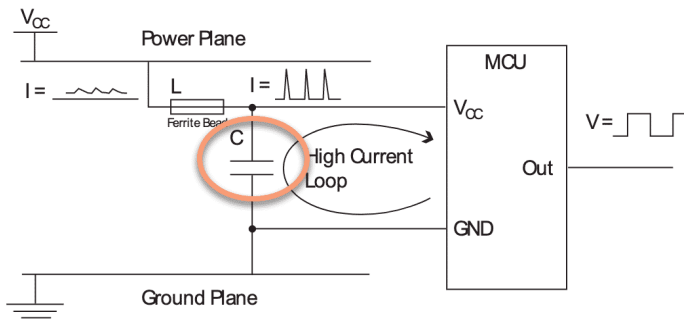 VCC
Power Plane
MCU
I =
L
I =
VCC
V =
Ferrite Bead
C
High Current
Loop
Out
GND
Ground Plane